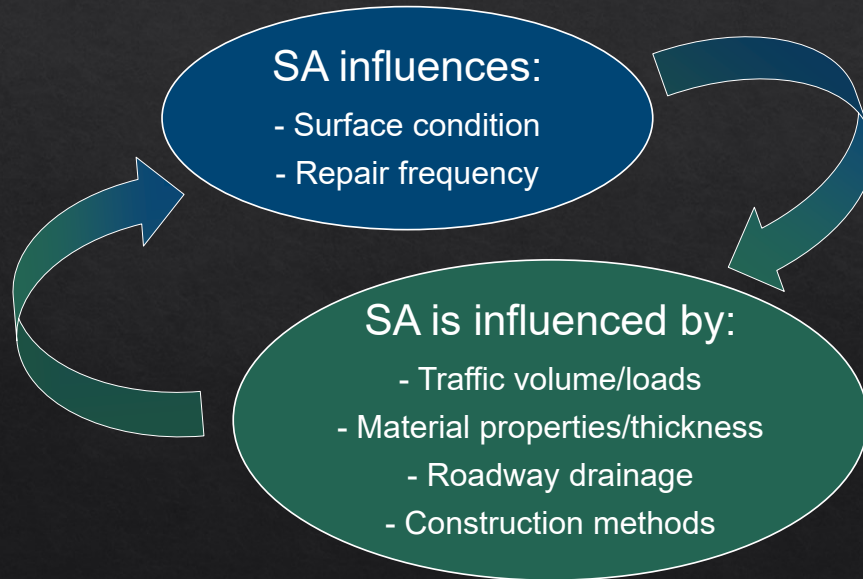 SA influences:
- Surface condition
- Repair frequency
SA is influenced by:
- Traffic volume/loads
- Material properties/thickness
- Roadway drainage
- Construction methods